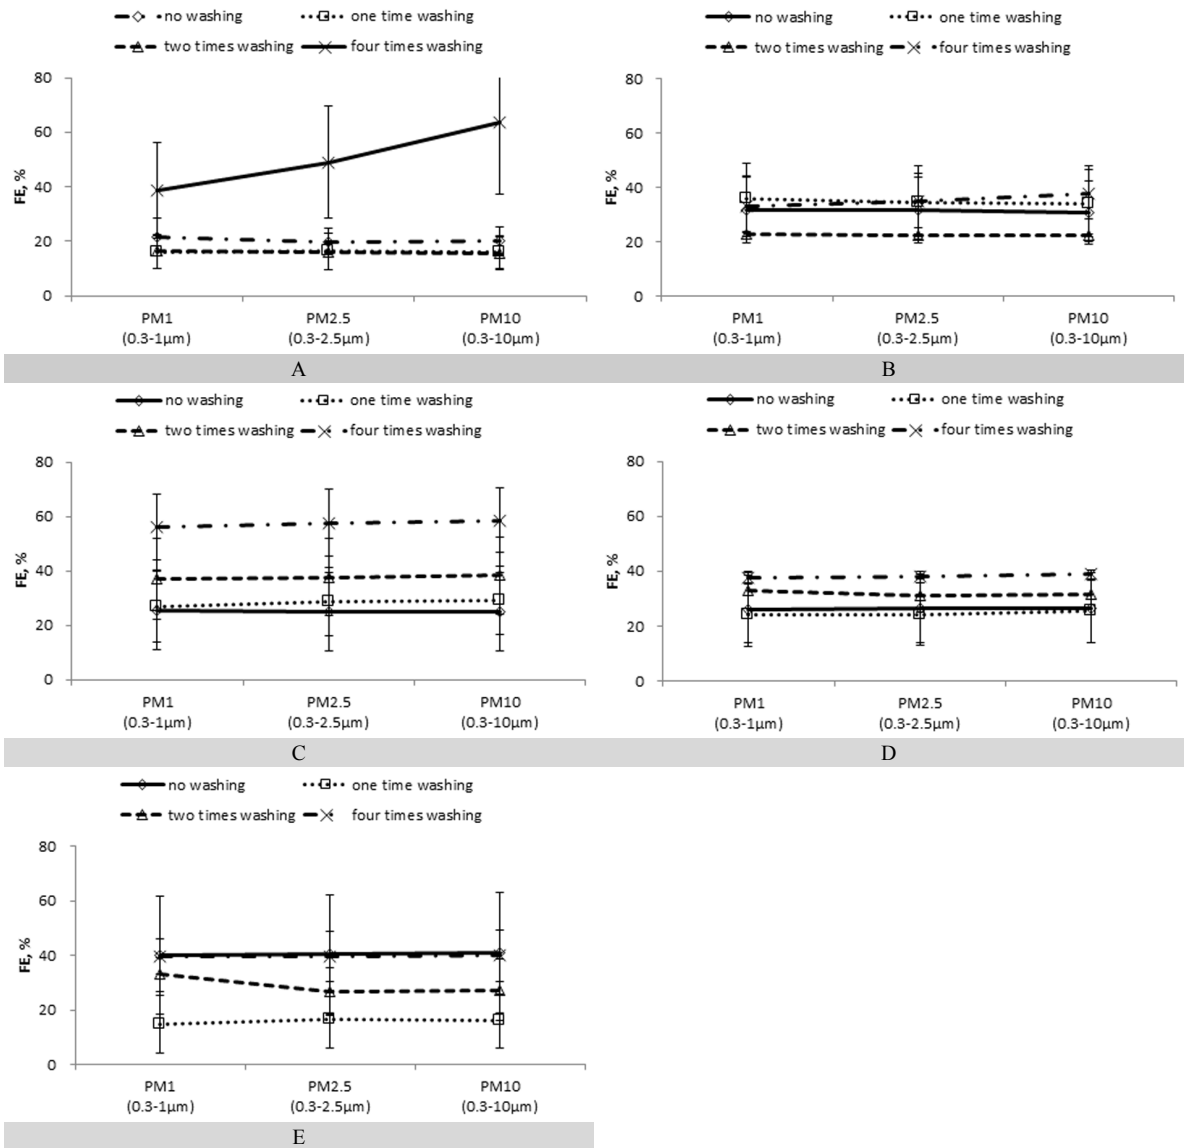 no washing one time washing
two times washing four times washing
80
60
40
20
0
FE, %
PM1 PM2.5 PM10
(0.3-1μm) (0.3-2.5μm) (0.3-10μm)
A
no washing one time washing
two times washing four times washing
80
60
40
20
0
FE, %
PM1 PM2.5 PM10
(0.3-1μm) (0.3-2.5μm) (0.3-10μm)
B
no washing one time washing
two times washing four times washing
80
60
40
20
0
FE, %
PM1 PM2.5 PM10
(0.3-1μm) (0.3-2.5μm) (0.3-10μm)
C
no washing one time washing
two times washing four times washing
80
60
40
20
0
FE, %
PM1 PM2.5 PM10
(0.3-1μm) (0.3-2.5μm) (0.3-10μm)
D
no washing one time washing
two times washing four times washing
80
60
40
20
0
FE, %
PM1 PM2.5 PM10
(0.3-1μm) (0.3-2.5μm) (0.3-10μm)
E